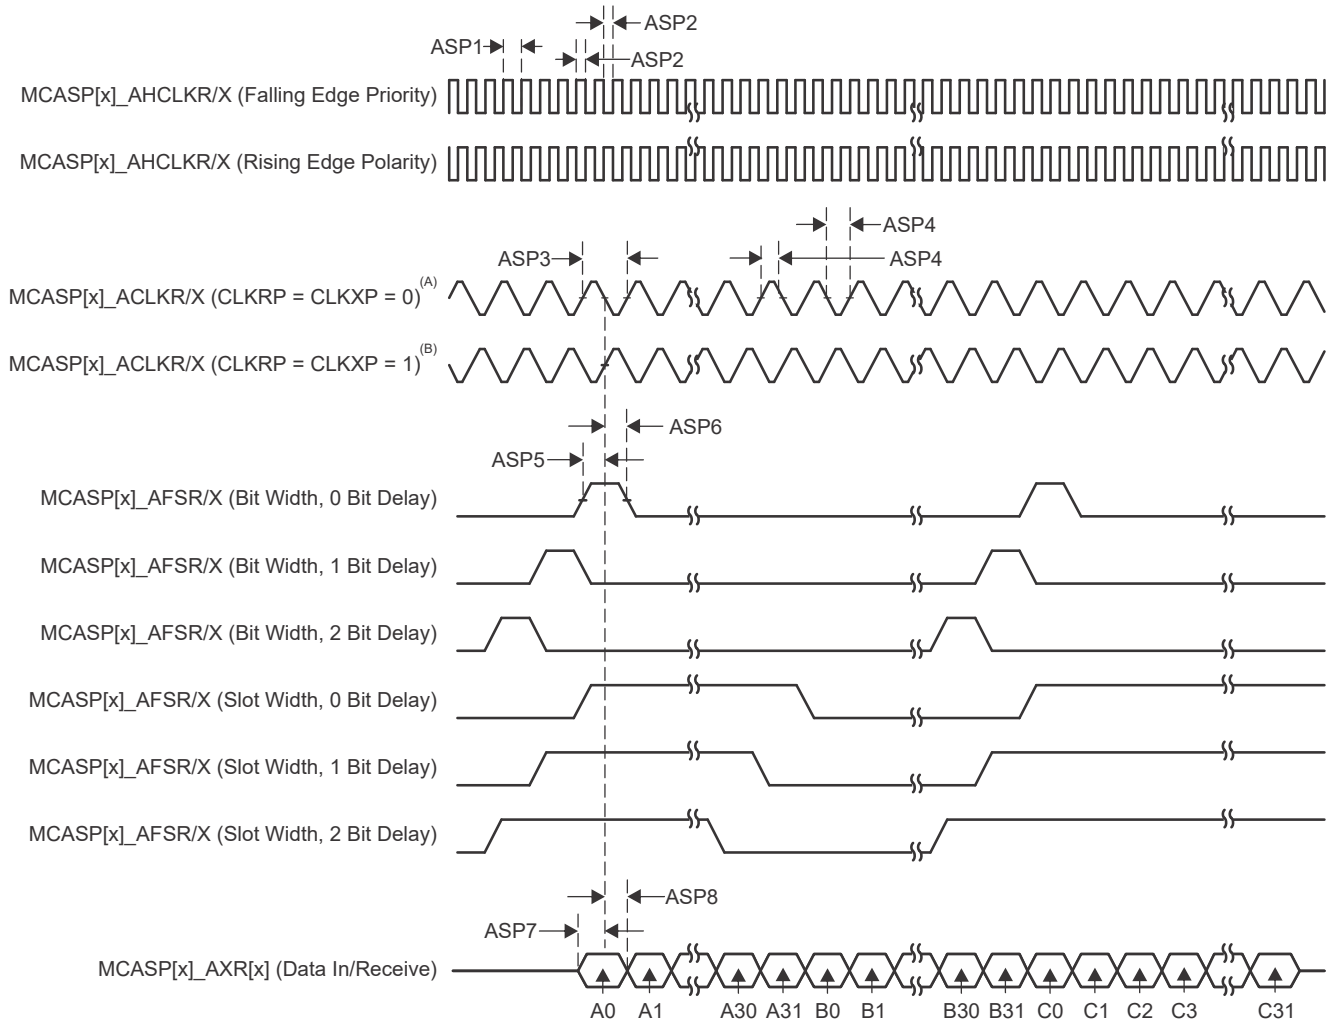 ASP2
ASP1
ASP2
MCASP[x]_AHCLKR/X (Falling Edge Priority)
MCASP[x]_AHCLKR/X (Rising Edge Polarity)
ASP4
ASP3
ASP4
MCASP[x]_ACLKR/X (CLKRP = CLKXP = 0)(A)
MCASP[x]_ACLKR/X (CLKRP = CLKXP = 1)(B)
ASP6
ASP5
MCASP[x]_AFSR/X (Bit Width, 0 Bit Delay)
MCASP[x]_AFSR/X (Bit Width, 1 Bit Delay)
MCASP[x]_AFSR/X (Bit Width, 2 Bit Delay)
MCASP[x]_AFSR/X (Slot Width, 0 Bit Delay)
MCASP[x]_AFSR/X (Slot Width, 1 Bit Delay)
MCASP[x]_AFSR/X (Slot Width, 2 Bit Delay)
ASP8
ASP7
MCASP[x]_AXR[x] (Data In/Receive)
A0 A1 A30 A31 B0 B1 B30 B31 C0 C1 C2 C3 C31